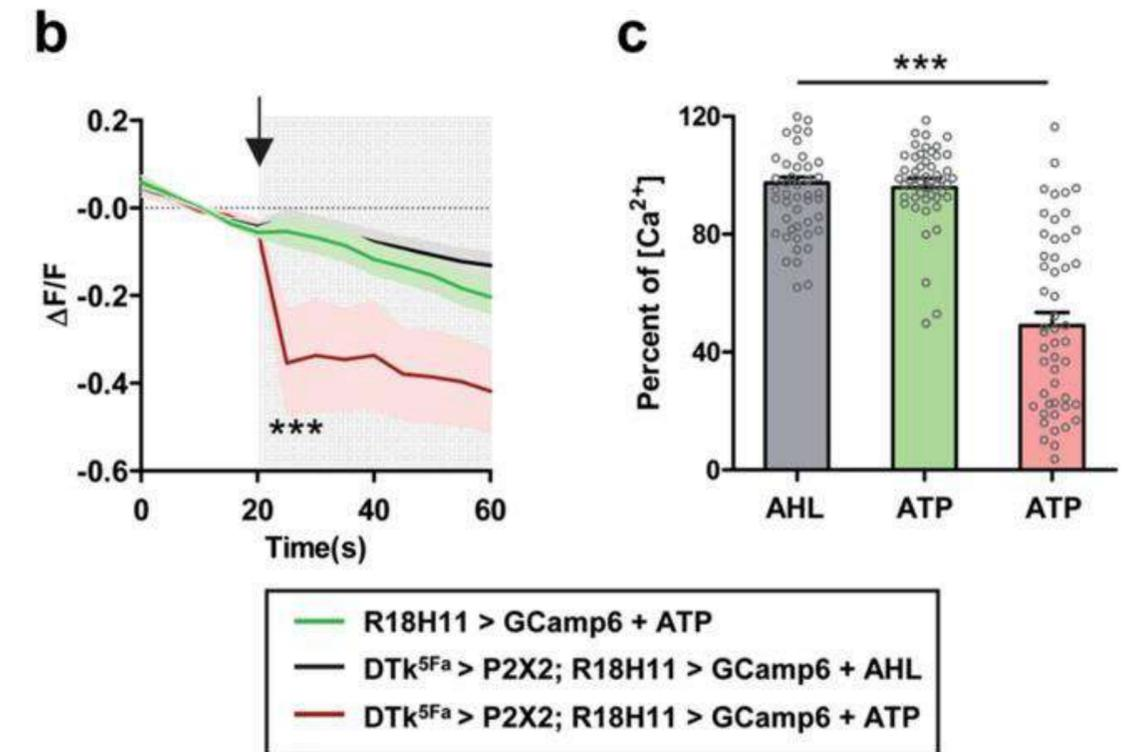 b
0.2
-0.0
-0.2
-0.4
-0.6
ΔF/F
***
0 20 40 60
Time(s)
c
***
120
80
40
0
Percent of [Ca²⁺]
AHL ATP ATP
R18H11 > GCamp6 + ATP
DTk⁵ᶠᵃ > P2X2; R18H11 > GCamp6 + AHL
DTk⁵ᶠᵃ > P2X2; R18H11 > GCamp6 + ATP